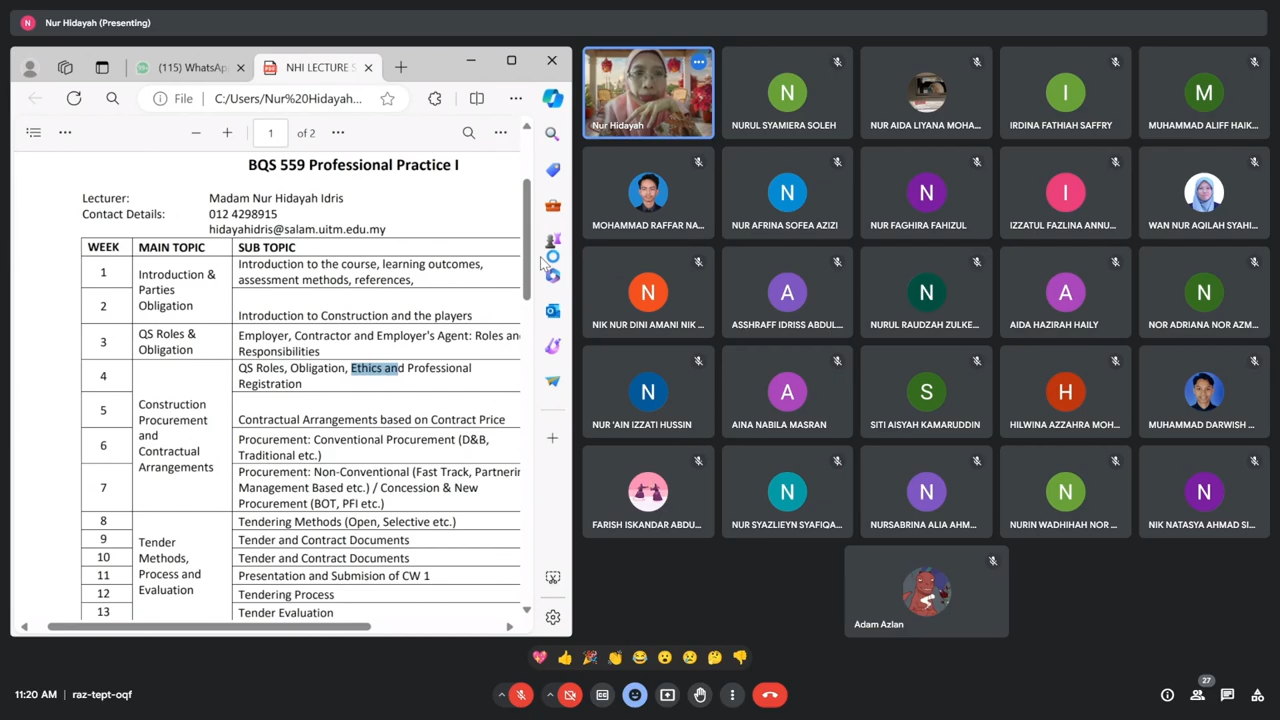 N Nur Hidayah (Presenting)
(115) WhatsAp
NHI LECTURE S
File C:/Users/Nur%20Hidayah...
1 of 2
BQS 559 Professional Practice I
Lecturer: Madam Nur Hidayah Idris
Contact Details: 012 4298915
hidayahidris@salam.uitm.edu.my
WEEK MAIN TOPIC SUB TOPIC
1 Introduction to the course, learning outcomes,
assessment methods, references,
Introduction &
Parties
Obligation
2 Introduction to Construction and the players
3 QS Roles &
Obligation
Employer, Contractor and Employer's Agent: Roles and
Responsibilities
4 QS Roles, Obligation, Ethics and Professional
Registration
Construction
Procurement
and
Contractual
Arrangements
5 Contractual Arrangements based on Contract Price
6 Procurement: Conventional Procurement (D&B,
Traditional etc.)
7 Procurement: Non-Conventional (Fast Track, Partnerin
Management Based etc.) / Concession & New
Procurement (BOT, PFI etc.)
Tender
Methods,
Process and
Evaluation
8 Tendering Methods (Open, Selective etc.)
9 Tender and Contract Documents
10 Tender and Contract Documents
11 Presentation and Submision of CW 1
12 Tendering Process
13 Tender Evaluation
Nur Hidayah
N
NURUL SYAMIERA SOLEH
NUR AIDA LIYANA MOHA...
I
IRDINA FATHIAH SAFFRY
M
MUHAMMAD ALIFF HAIK...
MOHAMMAD RAFFAR NA...
N
NUR AFRINA SOFEA AZIZI
N
NUR FAGHIRA FAHIZUL
I
IZZATUL FAZLINA ANNU...
WAN NUR AQILAH SYAHI...
N
NIK NUR DINI AMANI NIK ...
A
ASSHRAFF IDRISS ABDUL...
N
NURUL RAUDZAH ZULKE...
A
AIDA HAZIRAH HAILY
N
NOR ADRIANA NOR AZM...
N
NUR 'AIN IZZATI HUSSIN
A
AINA NABILA MASRAN
S
SITI AISYAH KAMARUDDIN
H
HILWINA AZZAHRA MOH...
MUHAMMAD DARWISH ...
FARISH ISKANDAR ABDU...
N
NUR SYAZLIEYN SYAFIQA...
N
NURSABRINA ALIA AHM...
N
NURIN WADHIHAH NOR ...
N
NIK NATASYA AHMAD SI...
Adam Azlan
11:20 AM | raz-tept-oqf
27